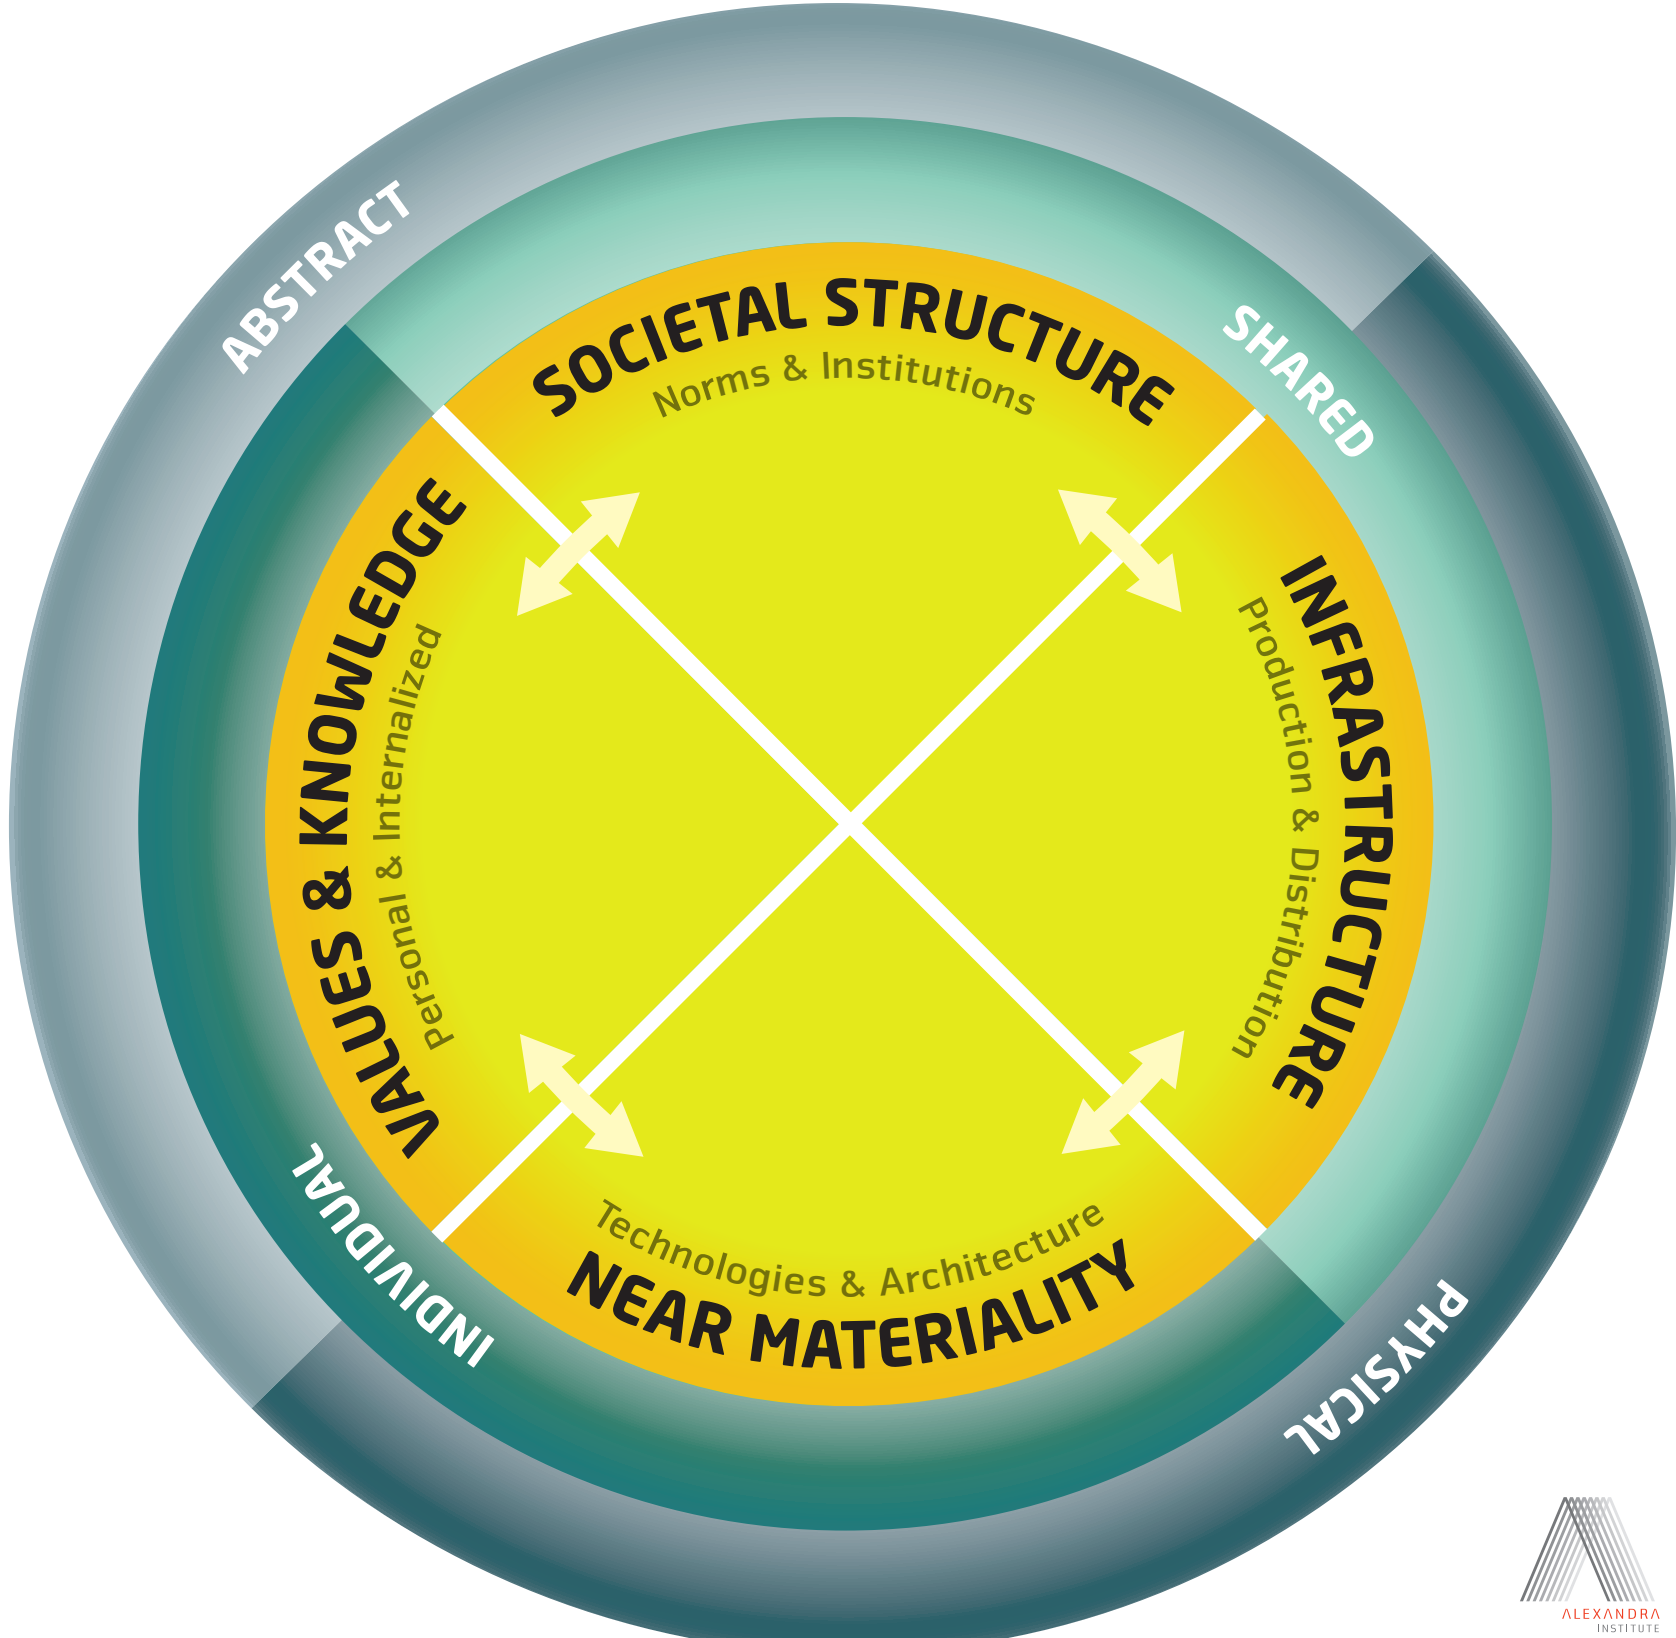 ABSTRACT
SHARED
SOCIETAL STRUCTURE
Norms & Institutions
VALUES & KNOWLEDGE
Personal & Internalized
INFRASTRUCTURE
Production & Distribution
Technologies & Architecture
NEAR MATERIALITY
INDIVIDUAL
PHYSICAL
ALEXANDRA
INSTITUTE